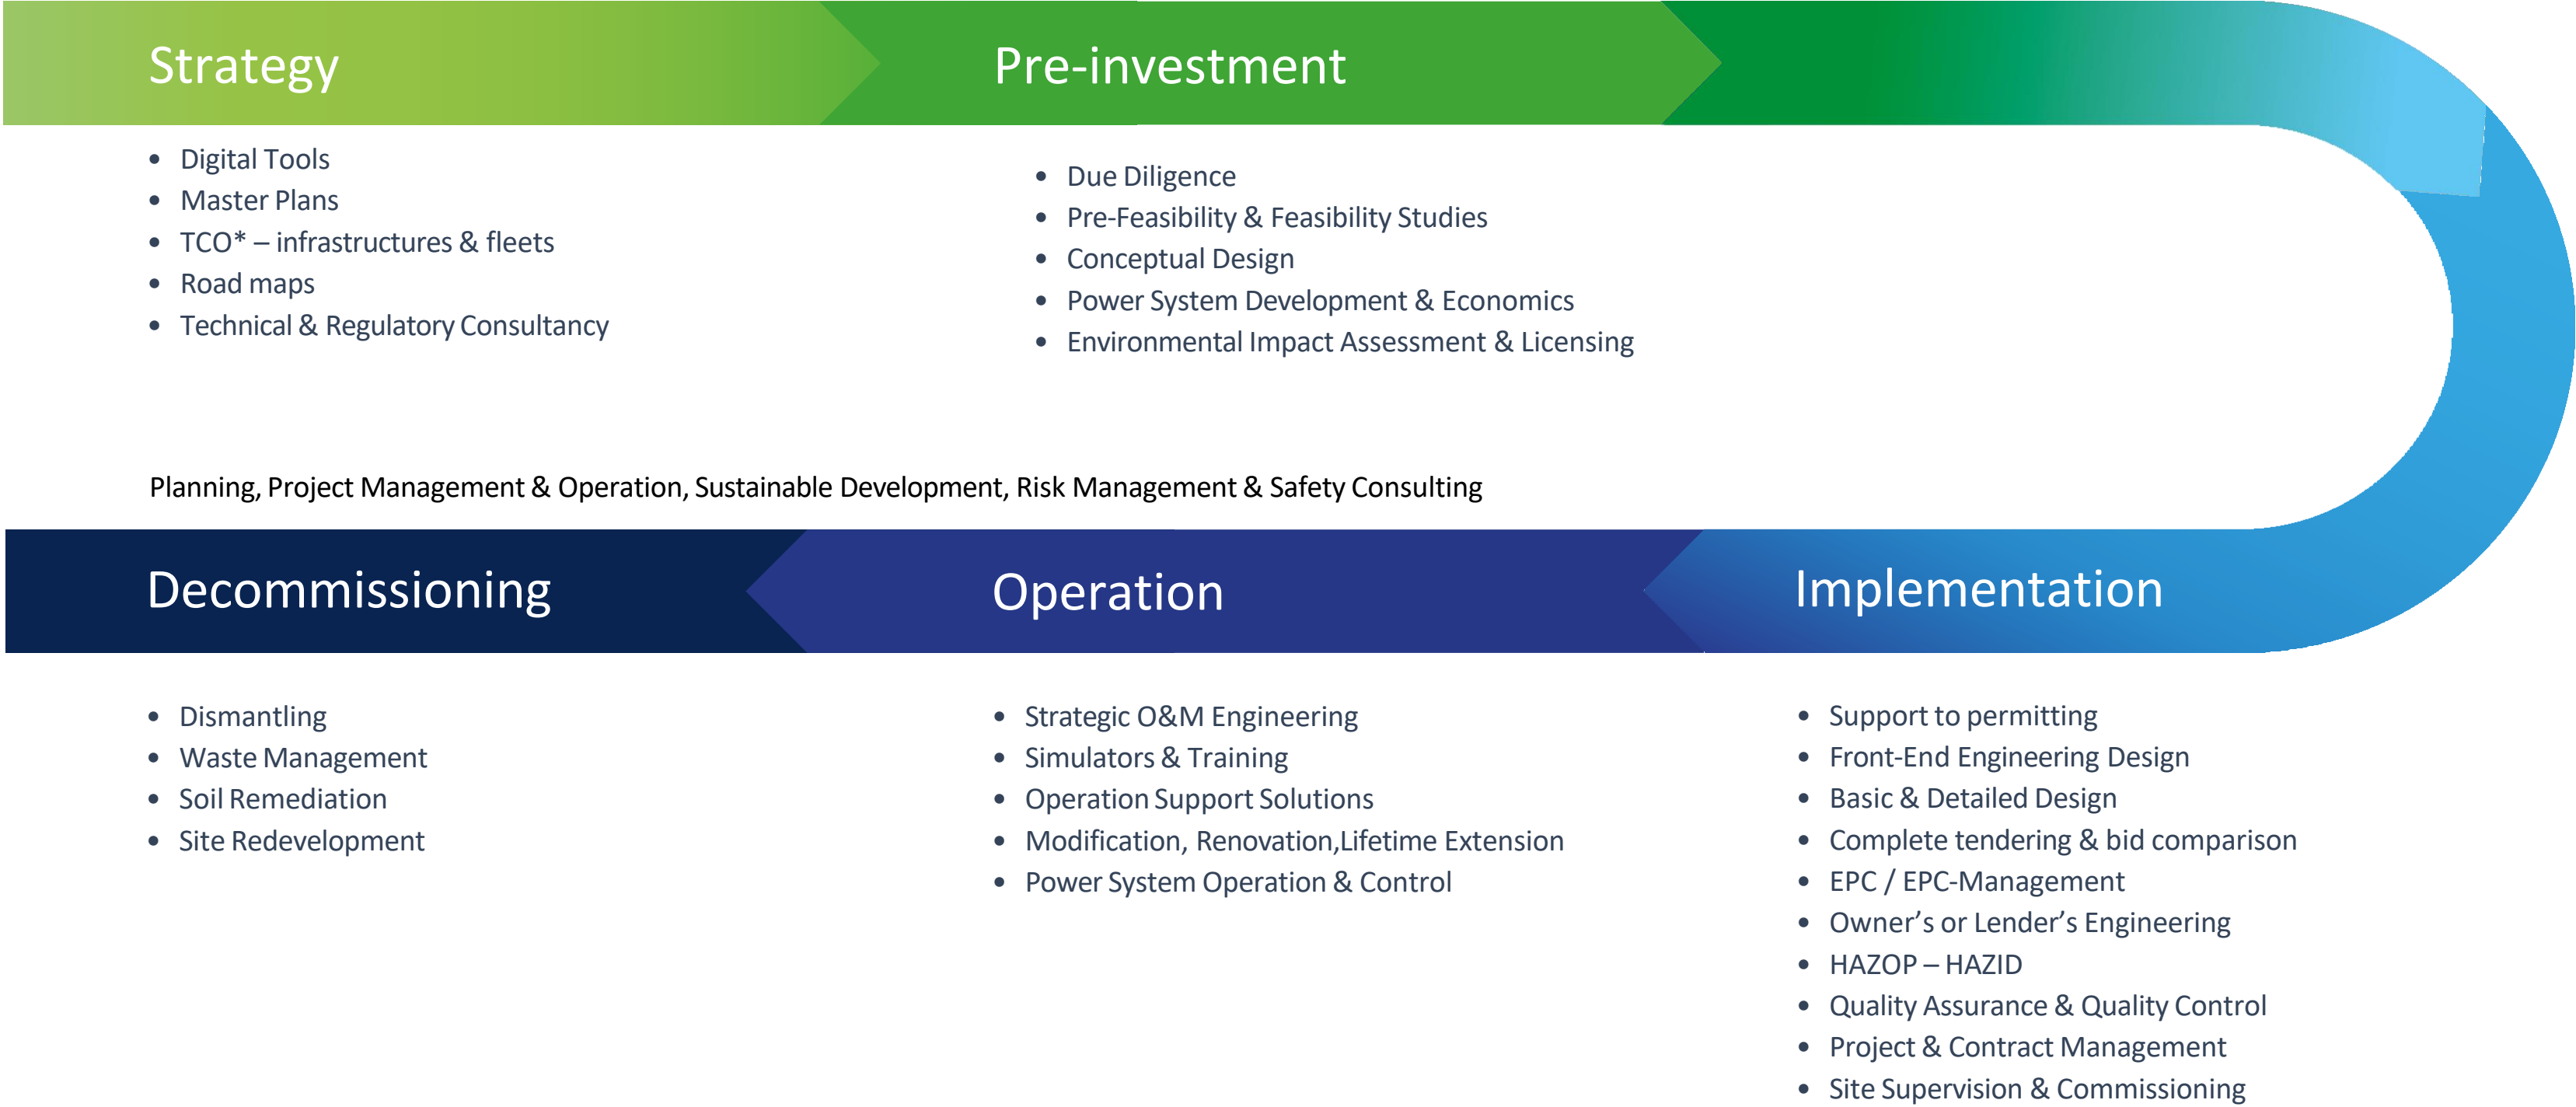 Strategy
• Digital Tools
• Master Plans
• TCO* – infrastructures & fleets
• Road maps
• Technical & Regulatory Consultancy
Pre-investment
• Due Diligence
• Pre-Feasibility & Feasibility Studies
• Conceptual Design
• Power System Development & Economics
• Environmental Impact Assessment & Licensing
Planning, Project Management & Operation, Sustainable Development, Risk Management & Safety Consulting
Decommissioning
• Dismantling
• Waste Management
• Soil Remediation
• Site Redevelopment
Operation
• Strategic O&M Engineering
• Simulators & Training
• Operation Support Solutions
• Modification, Renovation,Lifetime Extension
• Power System Operation & Control
Implementation
• Support to permitting
• Front-End Engineering Design
• Basic & Detailed Design
• Complete tendering & bid comparison
• EPC / EPC-Management
• Owner’s or Lender’s Engineering
• HAZOP – HAZID
• Quality Assurance & Quality Control
• Project & Contract Management
• Site Supervision & Commissioning